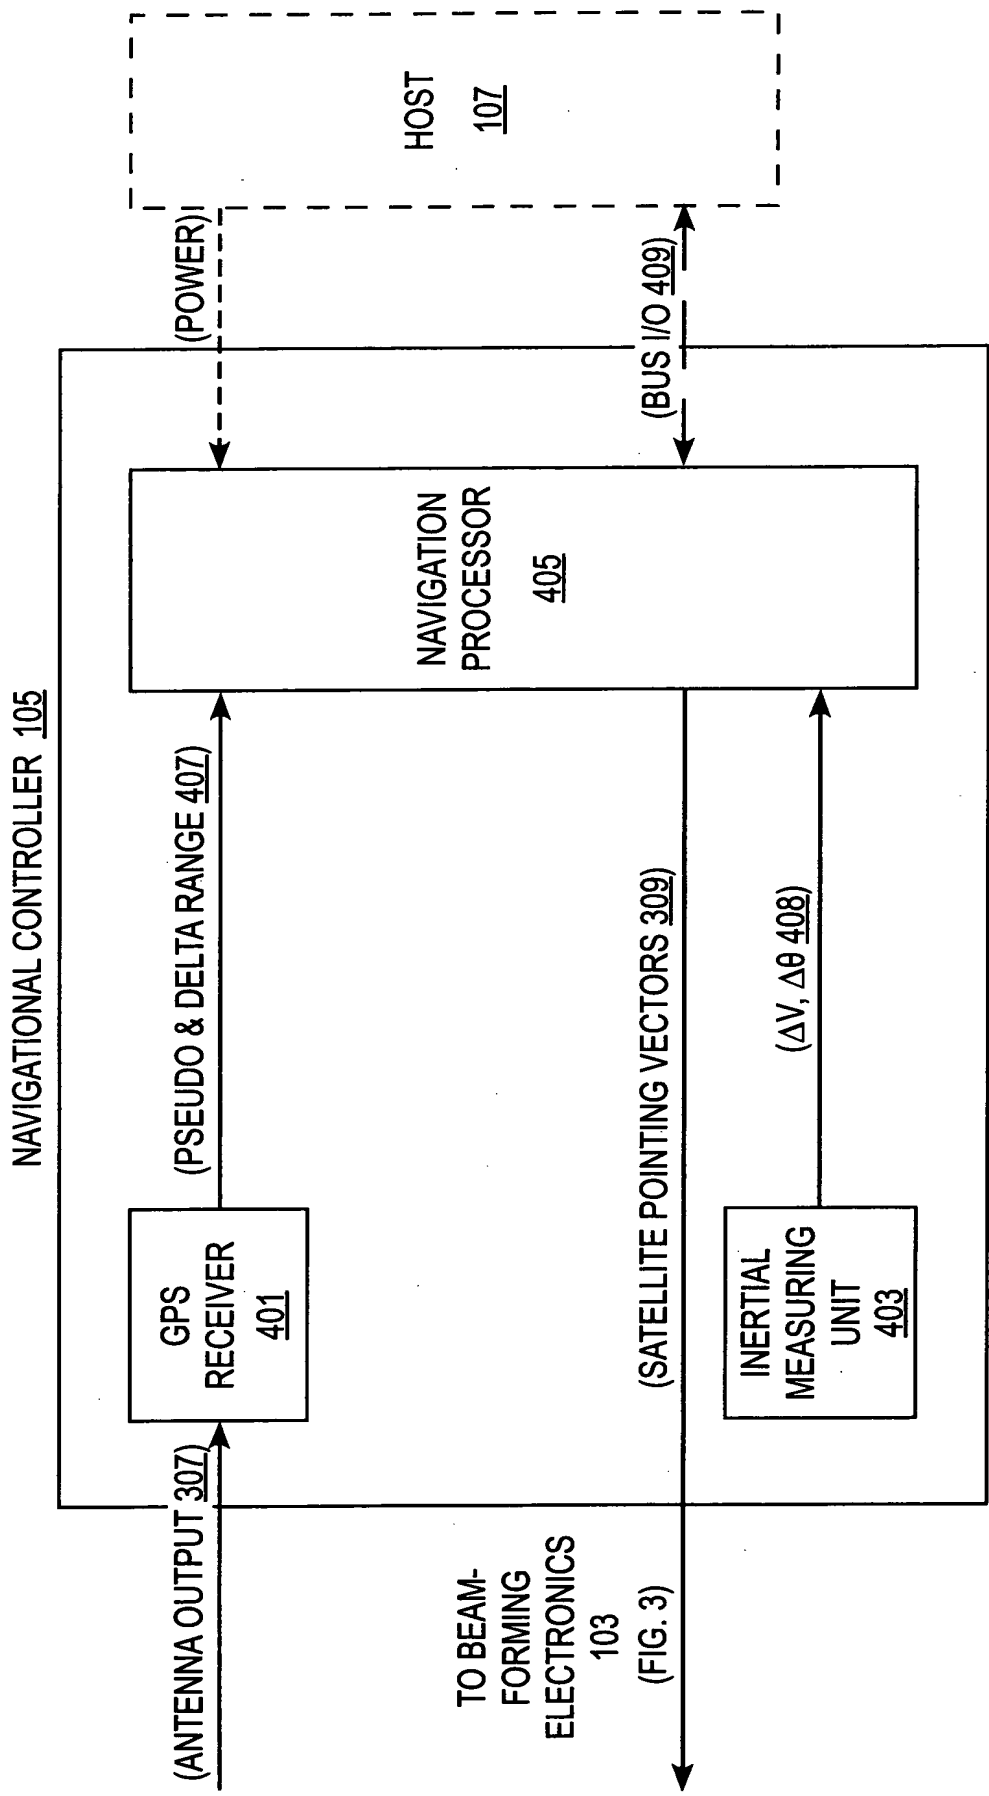 NAVIGATIONAL CONTROLLER 105
(ANTENNA OUTPUT 307)
GPS
RECEIVER
401
(PSEUDO & DELTA RANGE 407)
NAVIGATION
PROCESSOR
405
(POWER)
HOST
107
(BUS I/O 409)
TO BEAM-
FORMING
ELECTRONICS
103
(FIG. 3)
(SATELLITE POINTING VECTORS 309)
INERTIAL
MEASURING
UNIT
403
(ΔV, Δθ 408)